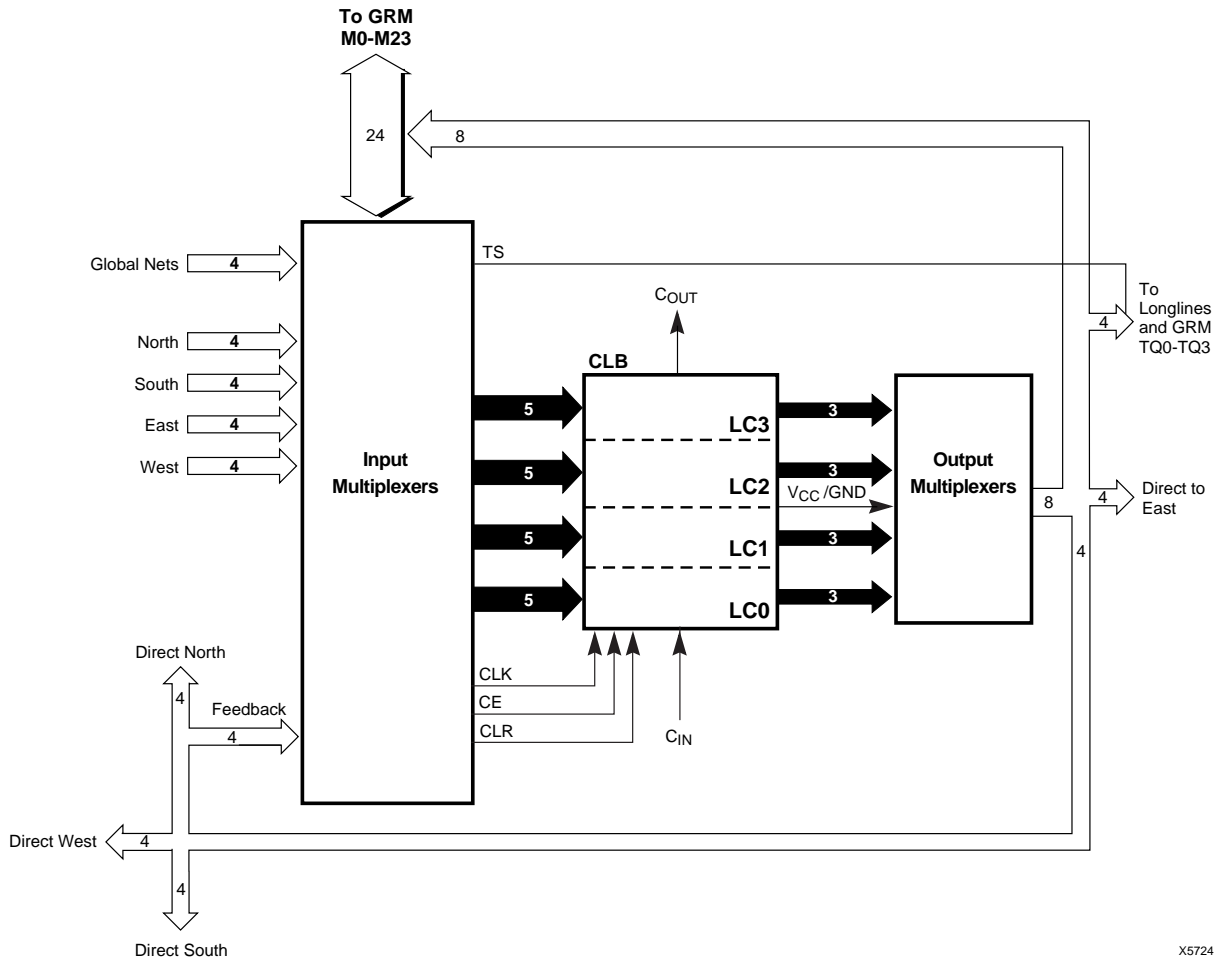 To GRM
M0-M23
24
8
Global Nets
4
TS
North
4
South
4
East
4
West
4
Input
Multiplexers
COUT
CLB
5
5
5
5
LC3
LC2
LC1
LC0
3
3
VCC /GND
3
3
Output
Multiplexers
4
To
Longlines
and GRM
TQ0-TQ3
8
4
Direct to
East
4
CLK
CE
CLR
CIN
Direct North
4
Feedback
4
Direct West
4
4
Direct South
X5724